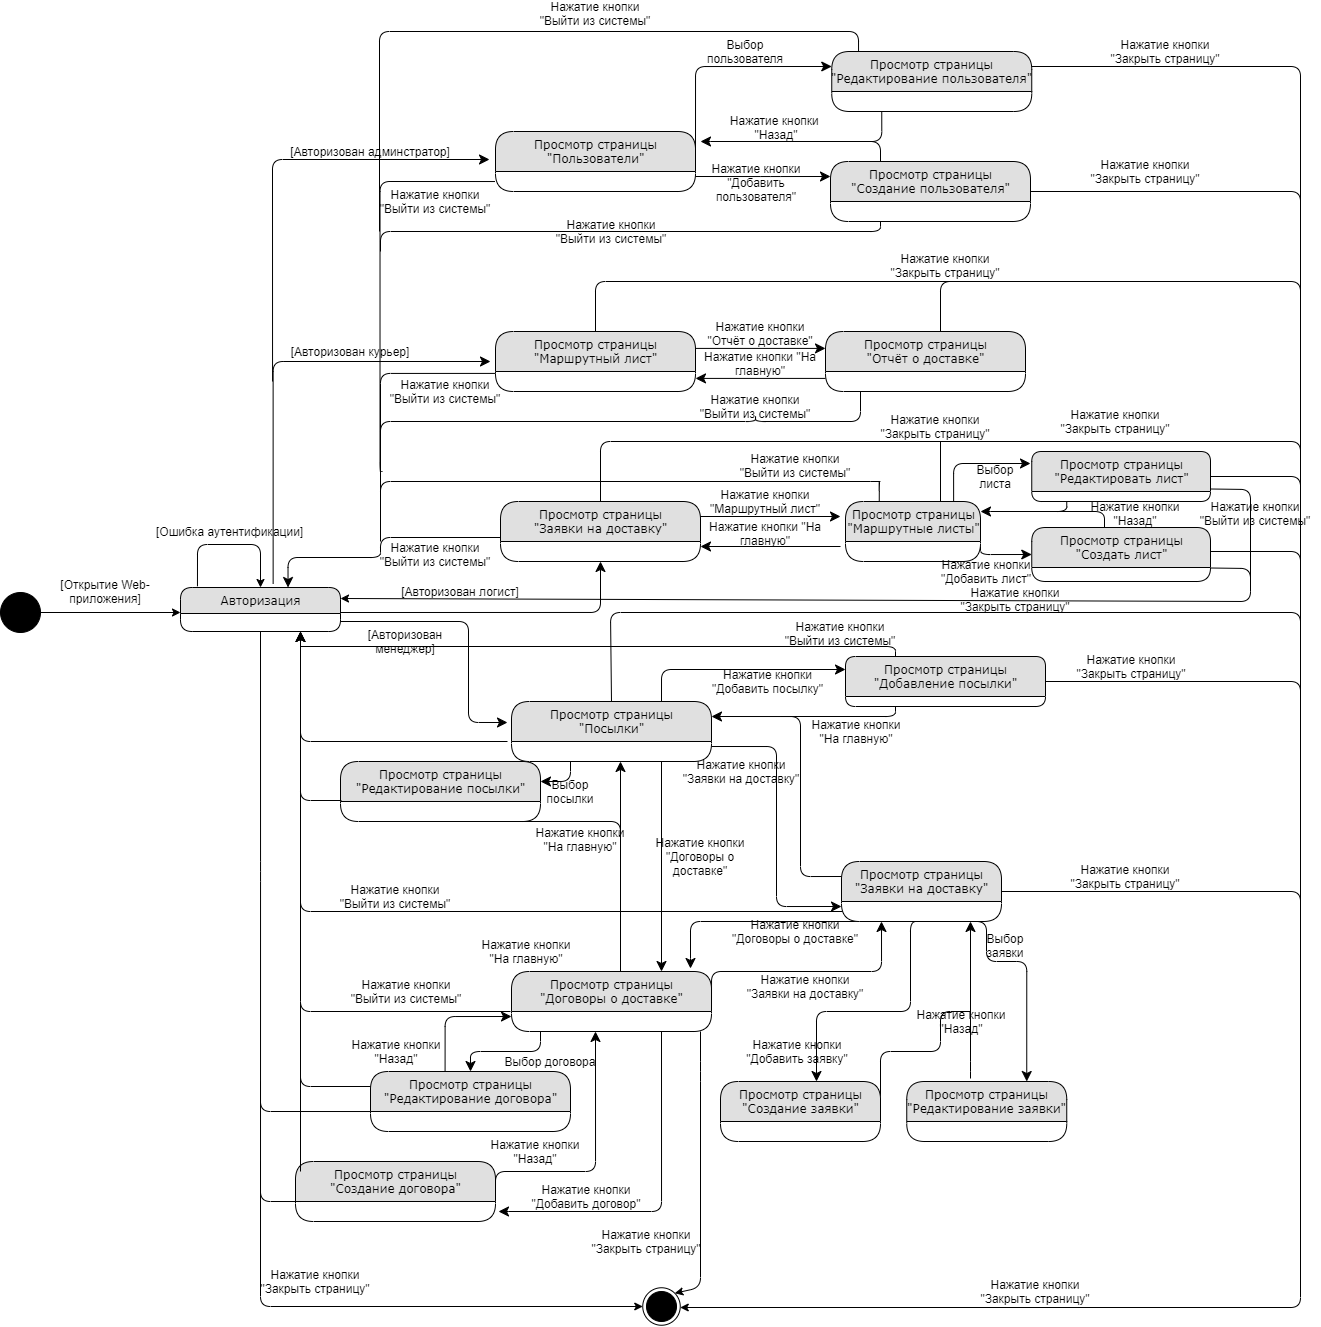 Нажатие кнопки
"Выйти из системы"
Выбор
пользователя
Просмотр страницы
"Редактирование пользователя"
Нажатие кнопки
"Закрыть страницу"
Нажатие кнопки
"Назад"
[Авторизован админстратор]
Просмотр страницы
"Пользователи"
Нажатие кнопки
"Добавить
пользователя"
Просмотр страницы
"Создание пользователя"
Нажатие кнопки
"Закрыть страницу"
Нажатие кнопки
"Выйти из системы"
Нажатие кнопки
"Выйти из системы"
Нажатие кнопки
"Закрыть страницу"
[Авторизован курьер]
Просмотр страницы
"Маршрутный лист"
Нажатие кнопки
"Отчёт о доставке"
Нажатие кнопки "На
главную"
Просмотр страницы
"Отчёт о доставке"
Нажатие кнопки
"Выйти из системы"
Нажатие кнопки
"Выйти из системы"
Нажатие кнопки
"Закрыть страницу"
Нажатие кнопки
"Закрыть страницу"
Нажатие кнопки
"Выйти из системы"
Выбор
листа
Просмотр страницы
"Редактировать лист"
Просмотр страницы
"Заявки на доставку"
Нажатие кнопки
"Маршрутный лист"
Нажатие кнопки "На
главную"
Просмотр страницы
"Маршрутные листы"
Нажатие кнопки
"Назад"
Нажатие кнопки
"Выйти из системы"
[Ошибка аутентификации]
Нажатие кнопки
"Выйти из системы"
Просмотр страницы
"Создать лист"
Нажатие кнопки
"Добавить лист"
[Открытие Web-
приложения]
Авторизация
[Авторизован логист]
Нажатие кнопки
"Закрыть страницу"
[Авторизован
менеджер]
Нажатие кнопки
"Выйти из системы"
Нажатие кнопки
"Добавить посылку"
Просмотр страницы
"Добавление посылки"
Нажатие кнопки
"Закрыть страницу"
Просмотр страницы
"Посылки"
Нажатие кнопки
"На главную"
Просмотр страницы
"Редактирование посылки"
Выбор
посылки
Нажатие кнопки
"Заявки на доставку"
Нажатие кнопки
"На главную"
Нажатие кнопки
"Договоры о
доставке"
Нажатие кнопки
"Выйти из системы"
Просмотр страницы
"Заявки на доставку"
Нажатие кнопки
"Закрыть страницу"
Нажатие кнопки
"Договоры о доставке"
Нажатие кнопки
"На главную"
Выбор
заявки
Нажатие кнопки
"Выйти из системы"
Просмотр страницы
"Договоры о доставке"
Нажатие кнопки
"Заявки на доставку"
Нажатие кнопки
"Назад"
Нажатие кнопки
"Назад"
Выбор договора
Нажатие кнопки
"Добавить заявку"
Просмотр страницы
"Редактирование договора"
Просмотр страницы
"Создание заявки"
Просмотр страницы
"Редактирование заявки"
Нажатие кнопки
"Назад"
Просмотр страницы
"Создание договора"
Нажатие кнопки
"Добавить договор"
Нажатие кнопки
"Закрыть страницу"
Нажатие кнопки
"Закрыть страницу"
Нажатие кнопки
"Закрыть страницу"